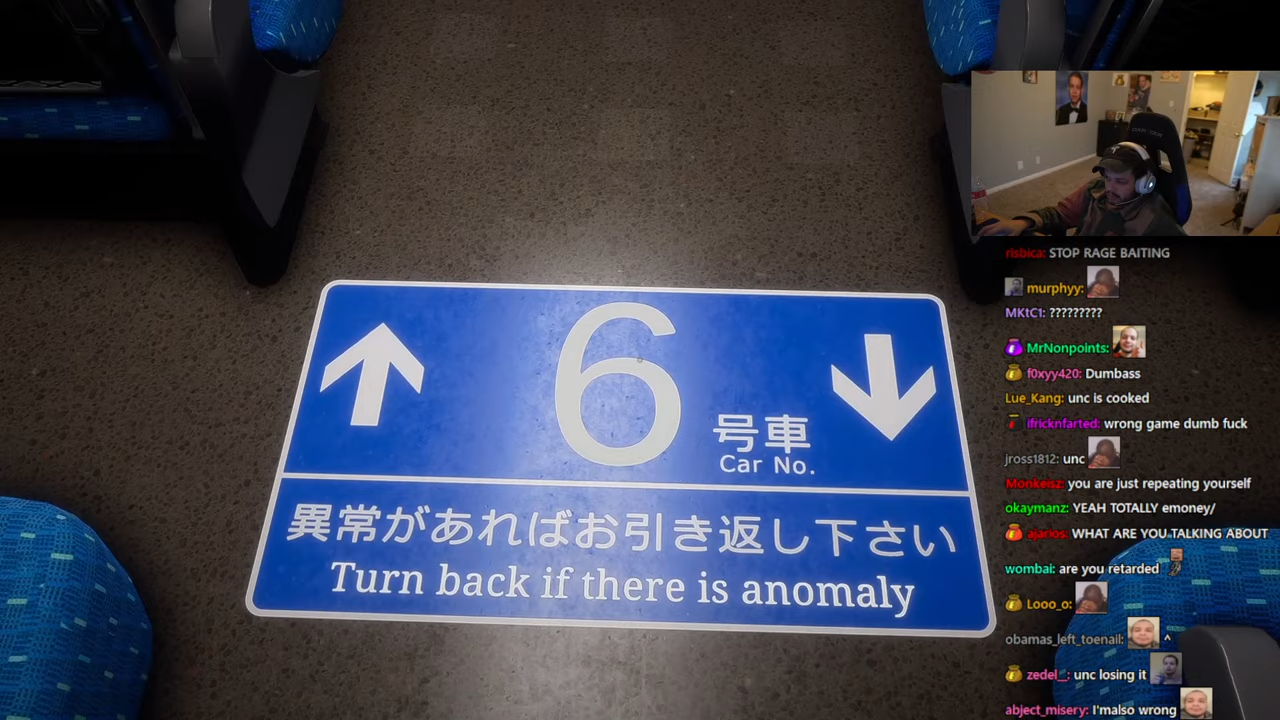 6
号車
Car No.
異常があればお引き返し下さい
Turn back if there is anomaly
risbica: STOP RAGE BAITING
murphyy:
MKtC1: ?????????
MrNonpoints:
f0xyy420: Dumbass
Lue_Kang: unc is cooked
ifricknfarted: wrong game dumb fuck
jross1812: unc
Monkeisz: you are just repeating yourself
okaymanz: YEAH TOTALLY emoney/
ajarios: WHAT ARE YOU TALKING ABOUT
wombai: are you retarded
Looo_o:
obamas_left_toenail: ^
zedel_: unc losing it
abject_misery: I'malso wrong